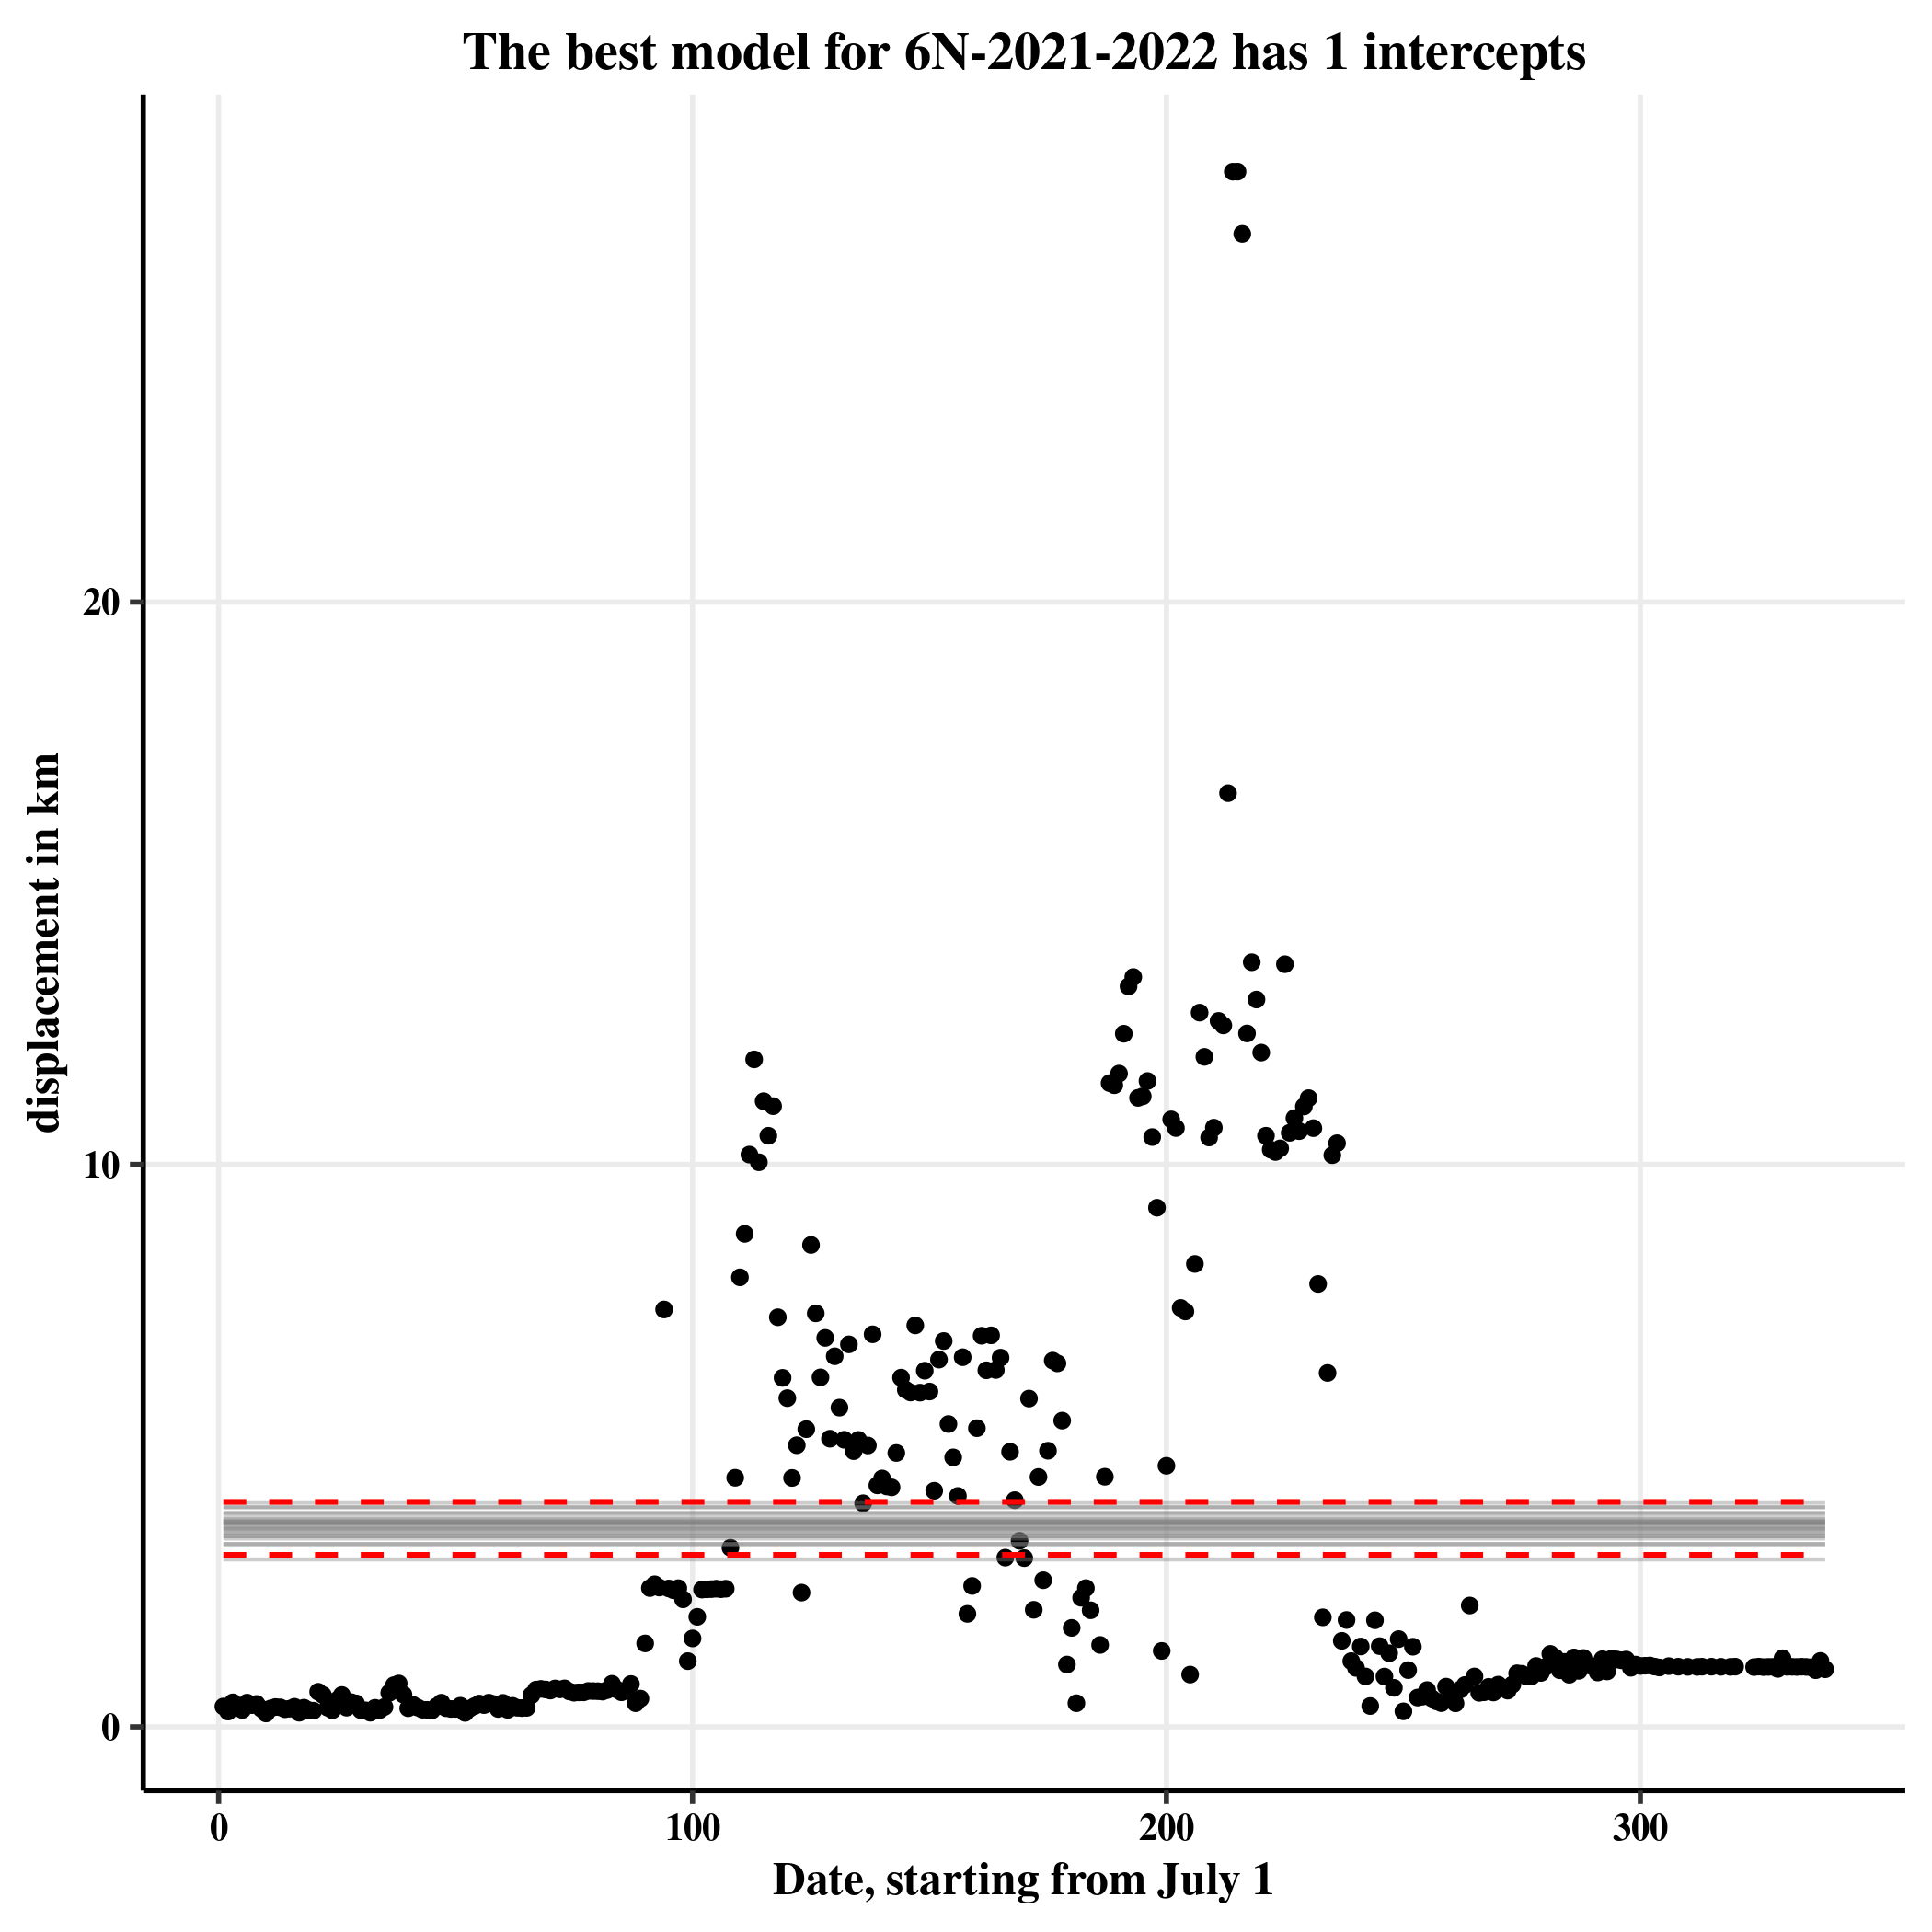 The best model for 6N-2021-2022 has 1 intercepts
displacement in km
20
10
0
0 100 200 300
Date, starting from July 1